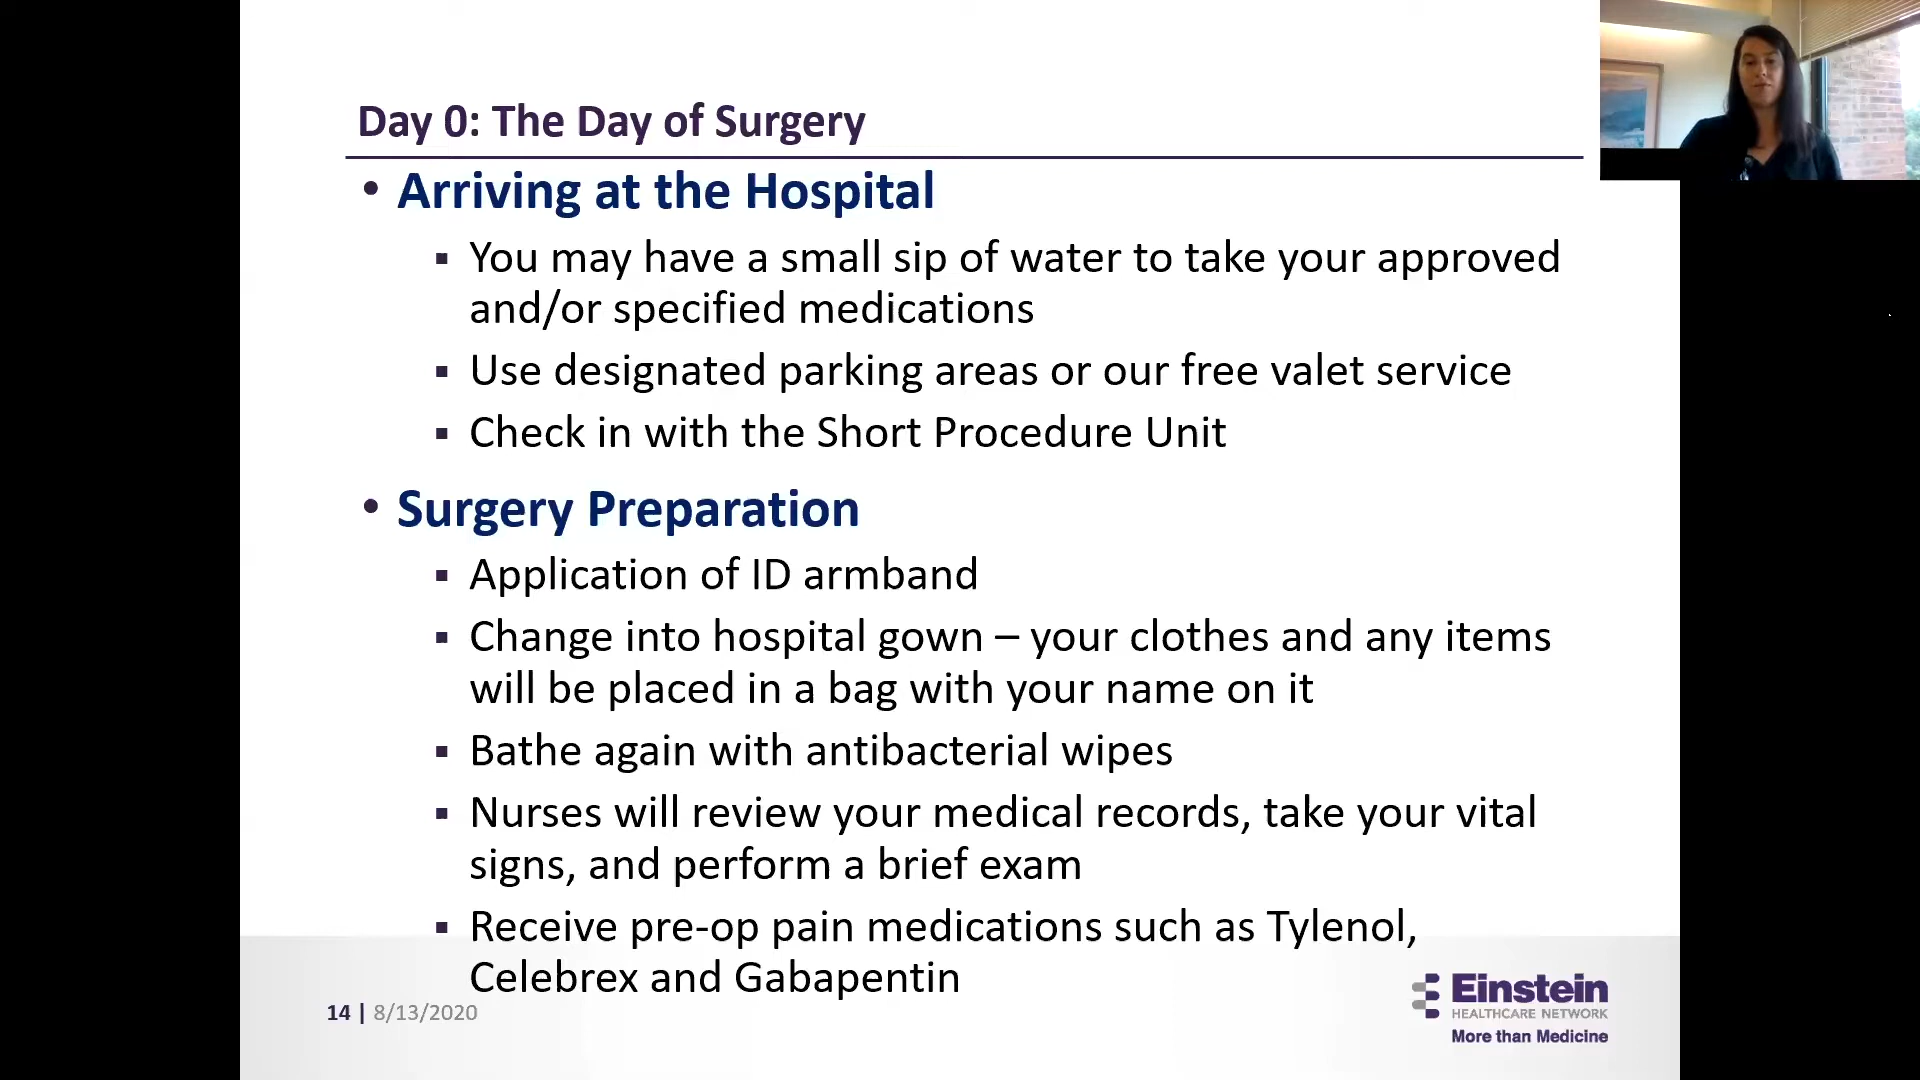 Day 0: The Day of Surgery
• Arriving at the Hospital
▪ You may have a small sip of water to take your approved
and/or specified medications
▪ Use designated parking areas or our free valet service
▪ Check in with the Short Procedure Unit
• Surgery Preparation
▪ Application of ID armband
▪ Change into hospital gown – your clothes and any items
will be placed in a bag with your name on it
▪ Bathe again with antibacterial wipes
▪ Nurses will review your medical records, take your vital
signs, and perform a brief exam
▪ Receive pre-op pain medications such as Tylenol,
Celebrex and Gabapentin
14 | 8/13/2020
Einstein
HEALTHCARE NETWORK
More than Medicine